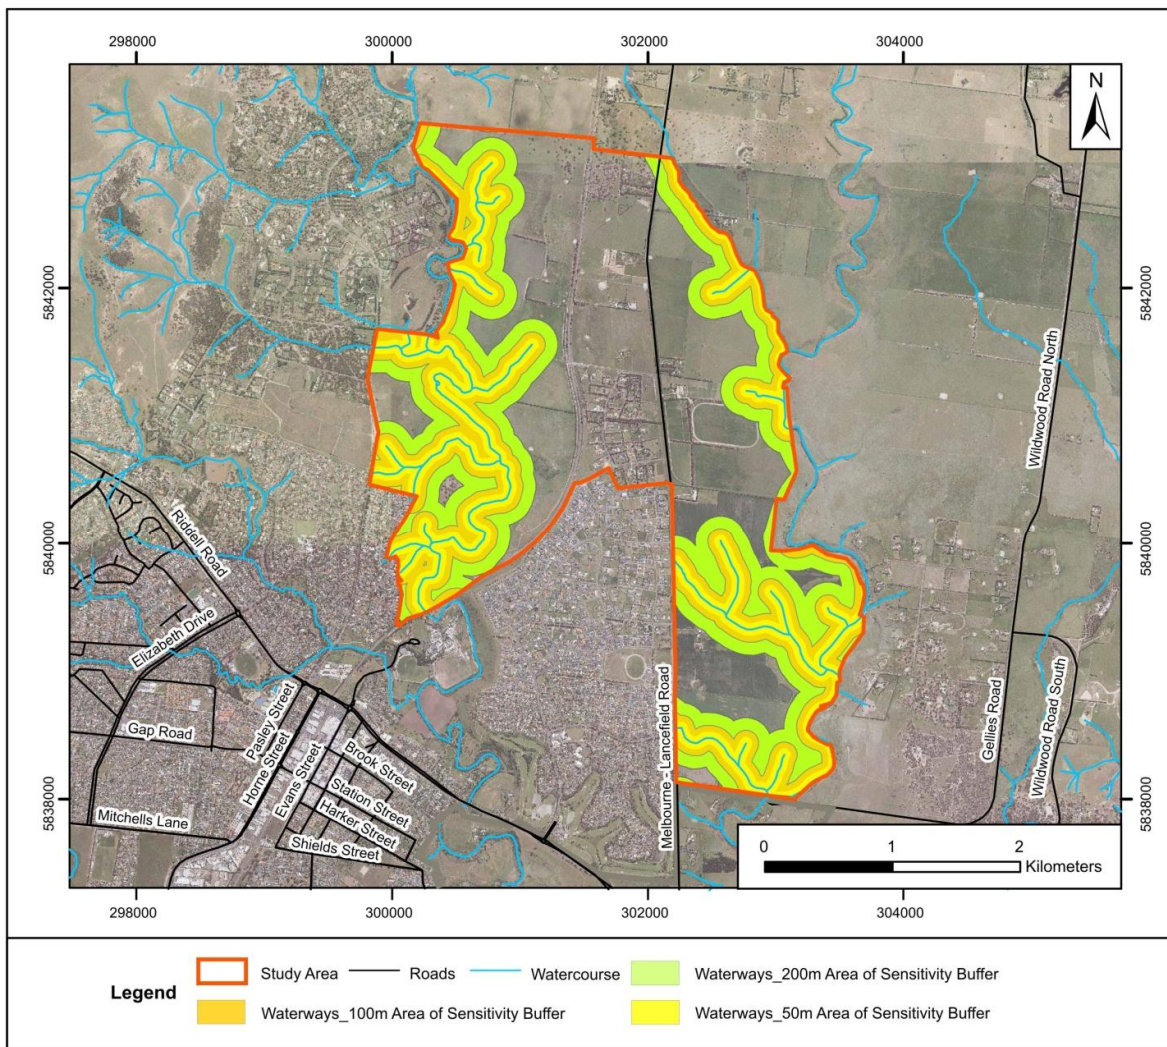 298000
300000
302000
304000
N
5842000
5842000
Wildwood Road North
5840000
5840000
Riddell Road
Elizabeth Drive
Melbourne - Lancefield Road
Gellies Road
Wildwood Road South
Pasley Street
Gap Road
Horne Street
Evans Street
Brook Street
Station Street
Harker Street
Shields Street
Mitchells Lane
5838000
5838000
0 1 2
Kilometers
298000
300000
302000
304000
Legend
Study Area
Roads
Watercourse
Waterways_200m Area of Sensitivity Buffer
Waterways_100m Area of Sensitivity Buffer
Waterways_50m Area of Sensitivity Buffer